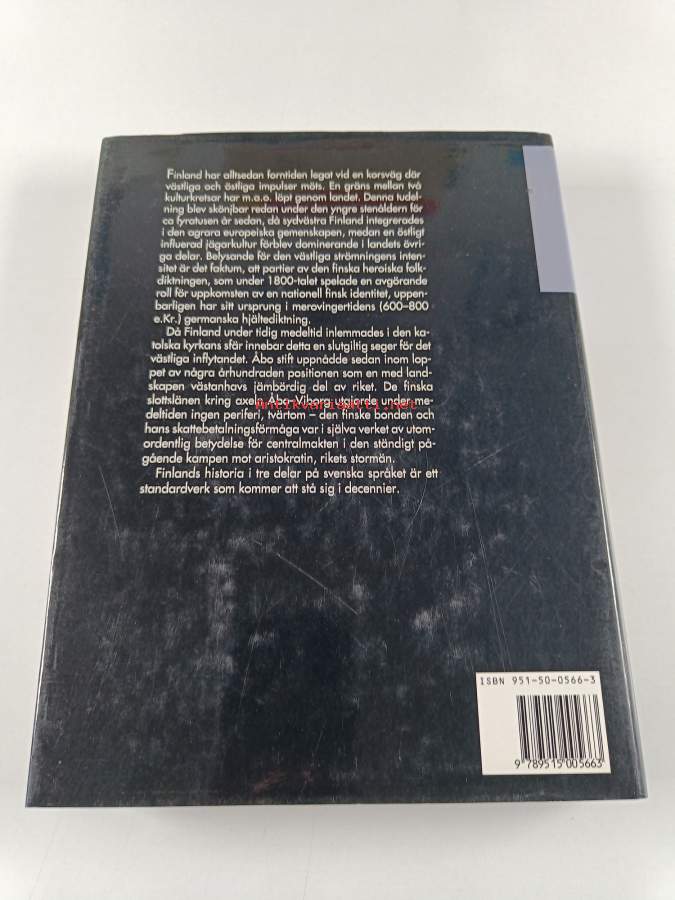 Finland har alltsedan forntiden legat vid en korsväg där
västliga och östliga impulser möts. En gräns mellan två
kulturkretsar har m.a.o. löpt genom landet. Denna tudel-
ning blev skönjbar redan under den yngre stenåldern för
ca fyratusen år sedan, då sydvästra Finland integrerades
i den agrara europeiska gemenskapen, medan en östligt
influerad jägarkultur förblev dominerande i landets övri-
ga delar. Belysande för den västliga strömningens inten-
sitet är det faktum, att partier av den finska heroiska folk-
diktningen, som under 1800-talet spelade en avgörande
roll för uppkomsten av en nationell finsk identitet, uppen-
barligen har sitt ursprung i merovingertidens (600–800
e.Kr.) germanska hjältediktning.
Då Finland under tidig medeltid inlemmades i den ka-
tolska kyrkans sfär innebar detta en slutgiltig seger för det
västliga inflytandet. Åbo stift uppnådde sedan inom lop-
pet av några århundraden positionen som en med land-
skapen västanhavs jämbördig del av riket. De finska
slottslänen kring axeln Åbo–Viborg utgjorde under me-
deltiden ingen periferi, tvärtom – den finske bonden och
hans skattebetalningsförmåga var i själva verket av utom-
ordentlig betydelse för centralmakten i den ständigt på-
gående kampen mot aristokratin, rikets stormän.
Finlands historia i tre delar på svenska språket är ett
standardverk som kommer att stå sig i decennier.
Antikvariaatti.net
ISBN 951-50-0566-3
9 789515 005663